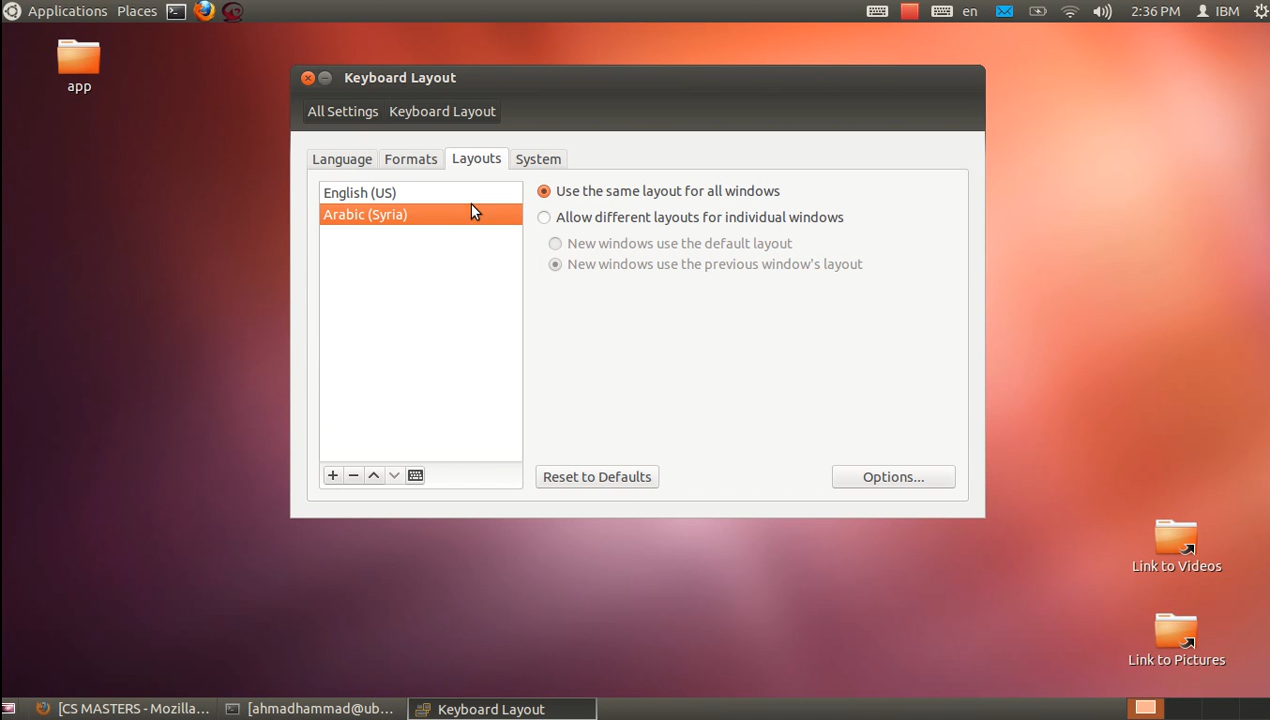 Applications Places en 2:36 PM IBM
app
Keyboard Layout
All Settings Keyboard Layout
Language Formats Layouts System
English (US)
Arabic (Syria)
Use the same layout for all windows
Allow different layouts for individual windows
New windows use the default layout
New windows use the previous window's layout
Reset to Defaults Options...
Link to Videos
Link to Pictures
[CS MASTERS - Mozilla... [ahmadhammad@ub... Keyboard Layout